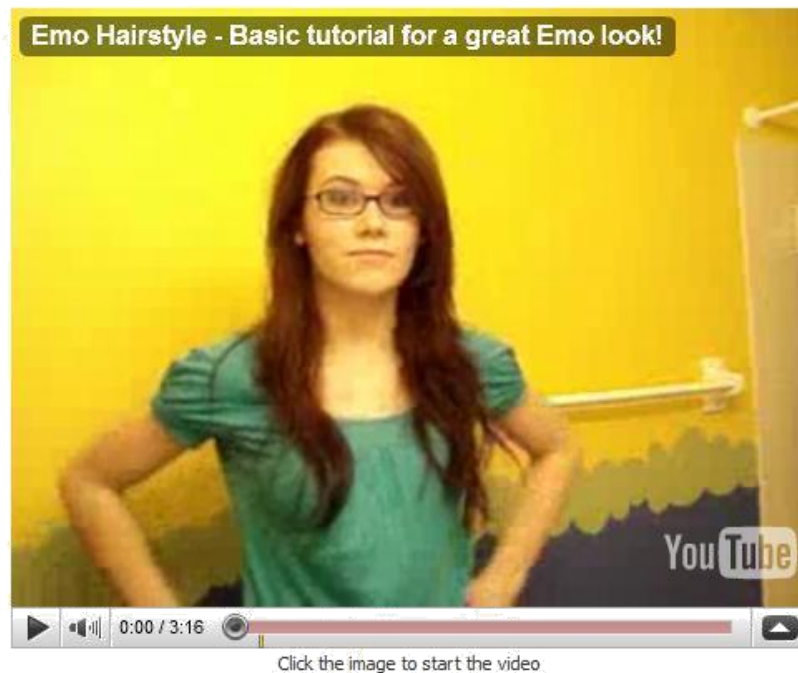 Emo Hairstyle - Basic tutorial for a great Emo look!
YouTube
0:00 / 3:16
Click the image to start the video